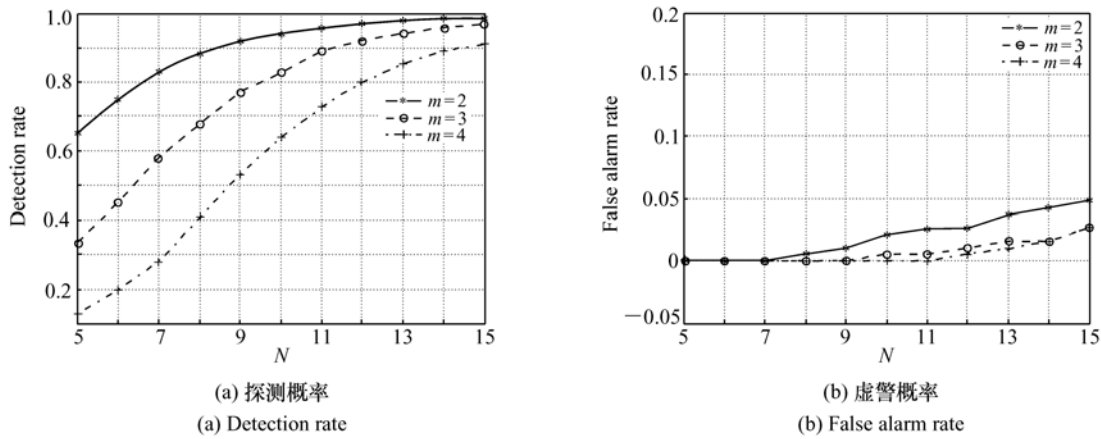 1.0
0.8
0.6
0.4
0.2
Detection rate
m=2
m=3
m=4
5 7 9 11 13 15
N
(a) 探测概率
(a) Detection rate
0.2
0.15
0.1
0.05
0
−0.05
False alarm rate
m=2
m=3
m=4
5 7 9 11 13 15
N
(b) 虚警概率
(b) False alarm rate